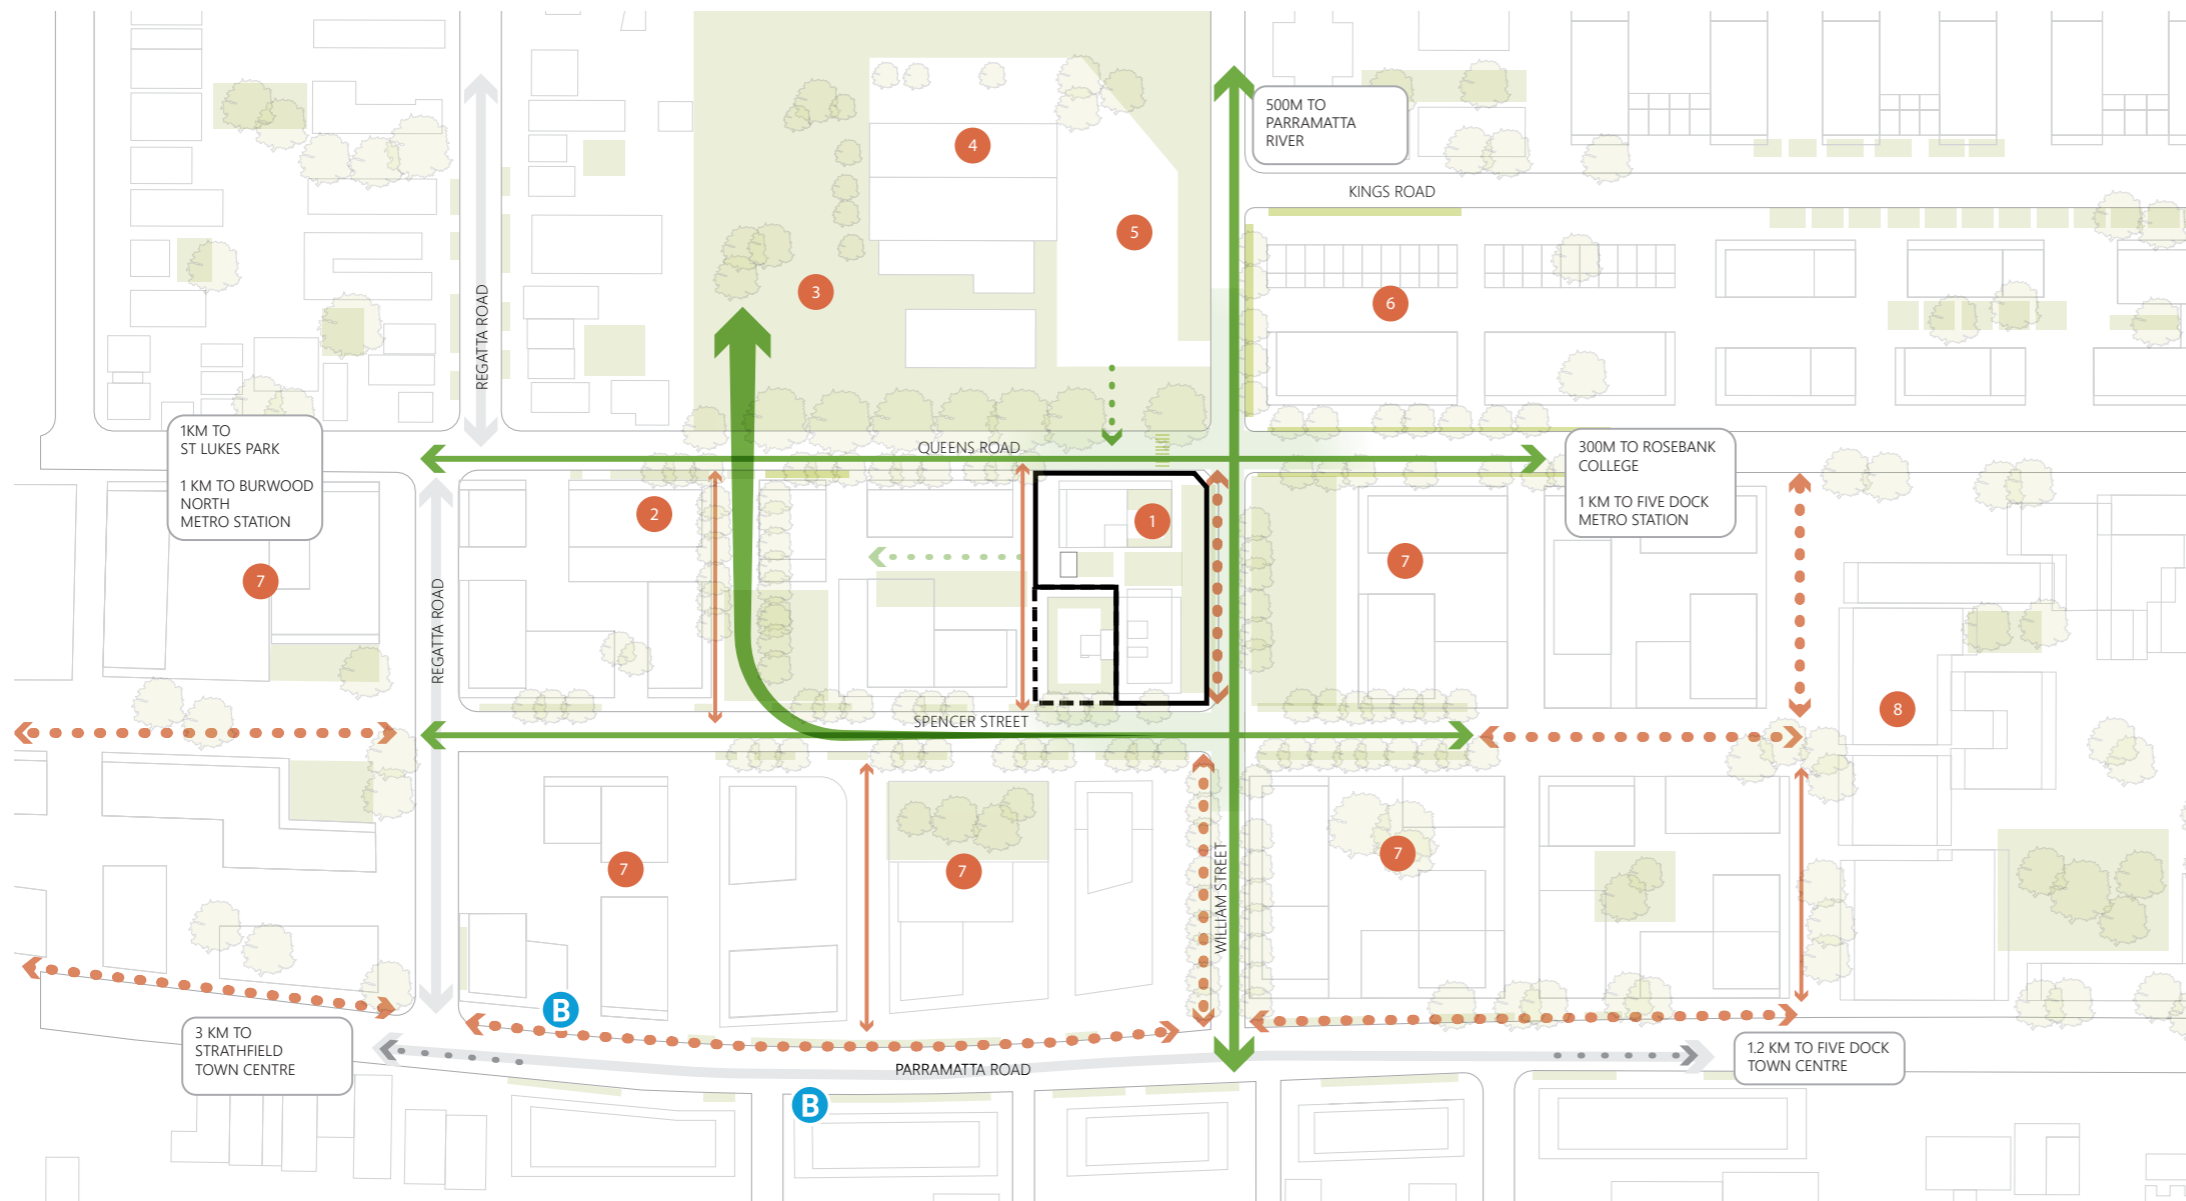 500M TO
PARRAMATTA
RIVER
4
KINGS ROAD
5
3
6
REGATTA ROAD
1KM TO
ST LUKES PARK
1 KM TO BURWOOD
NORTH
METRO STATION
QUEENS ROAD
300M TO ROSEBANK
COLLEGE
1 KM TO FIVE DOCK
METRO STATION
2
1
7
7
REGATTA ROAD
8
SPENCER STREET
7
7
7
WILLIAM STREET
B
3 KM TO
STRATHFIELD
TOWN CENTRE
PARRAMATTA ROAD
1.2 KM TO FIVE DOCK
TOWN CENTRE
B